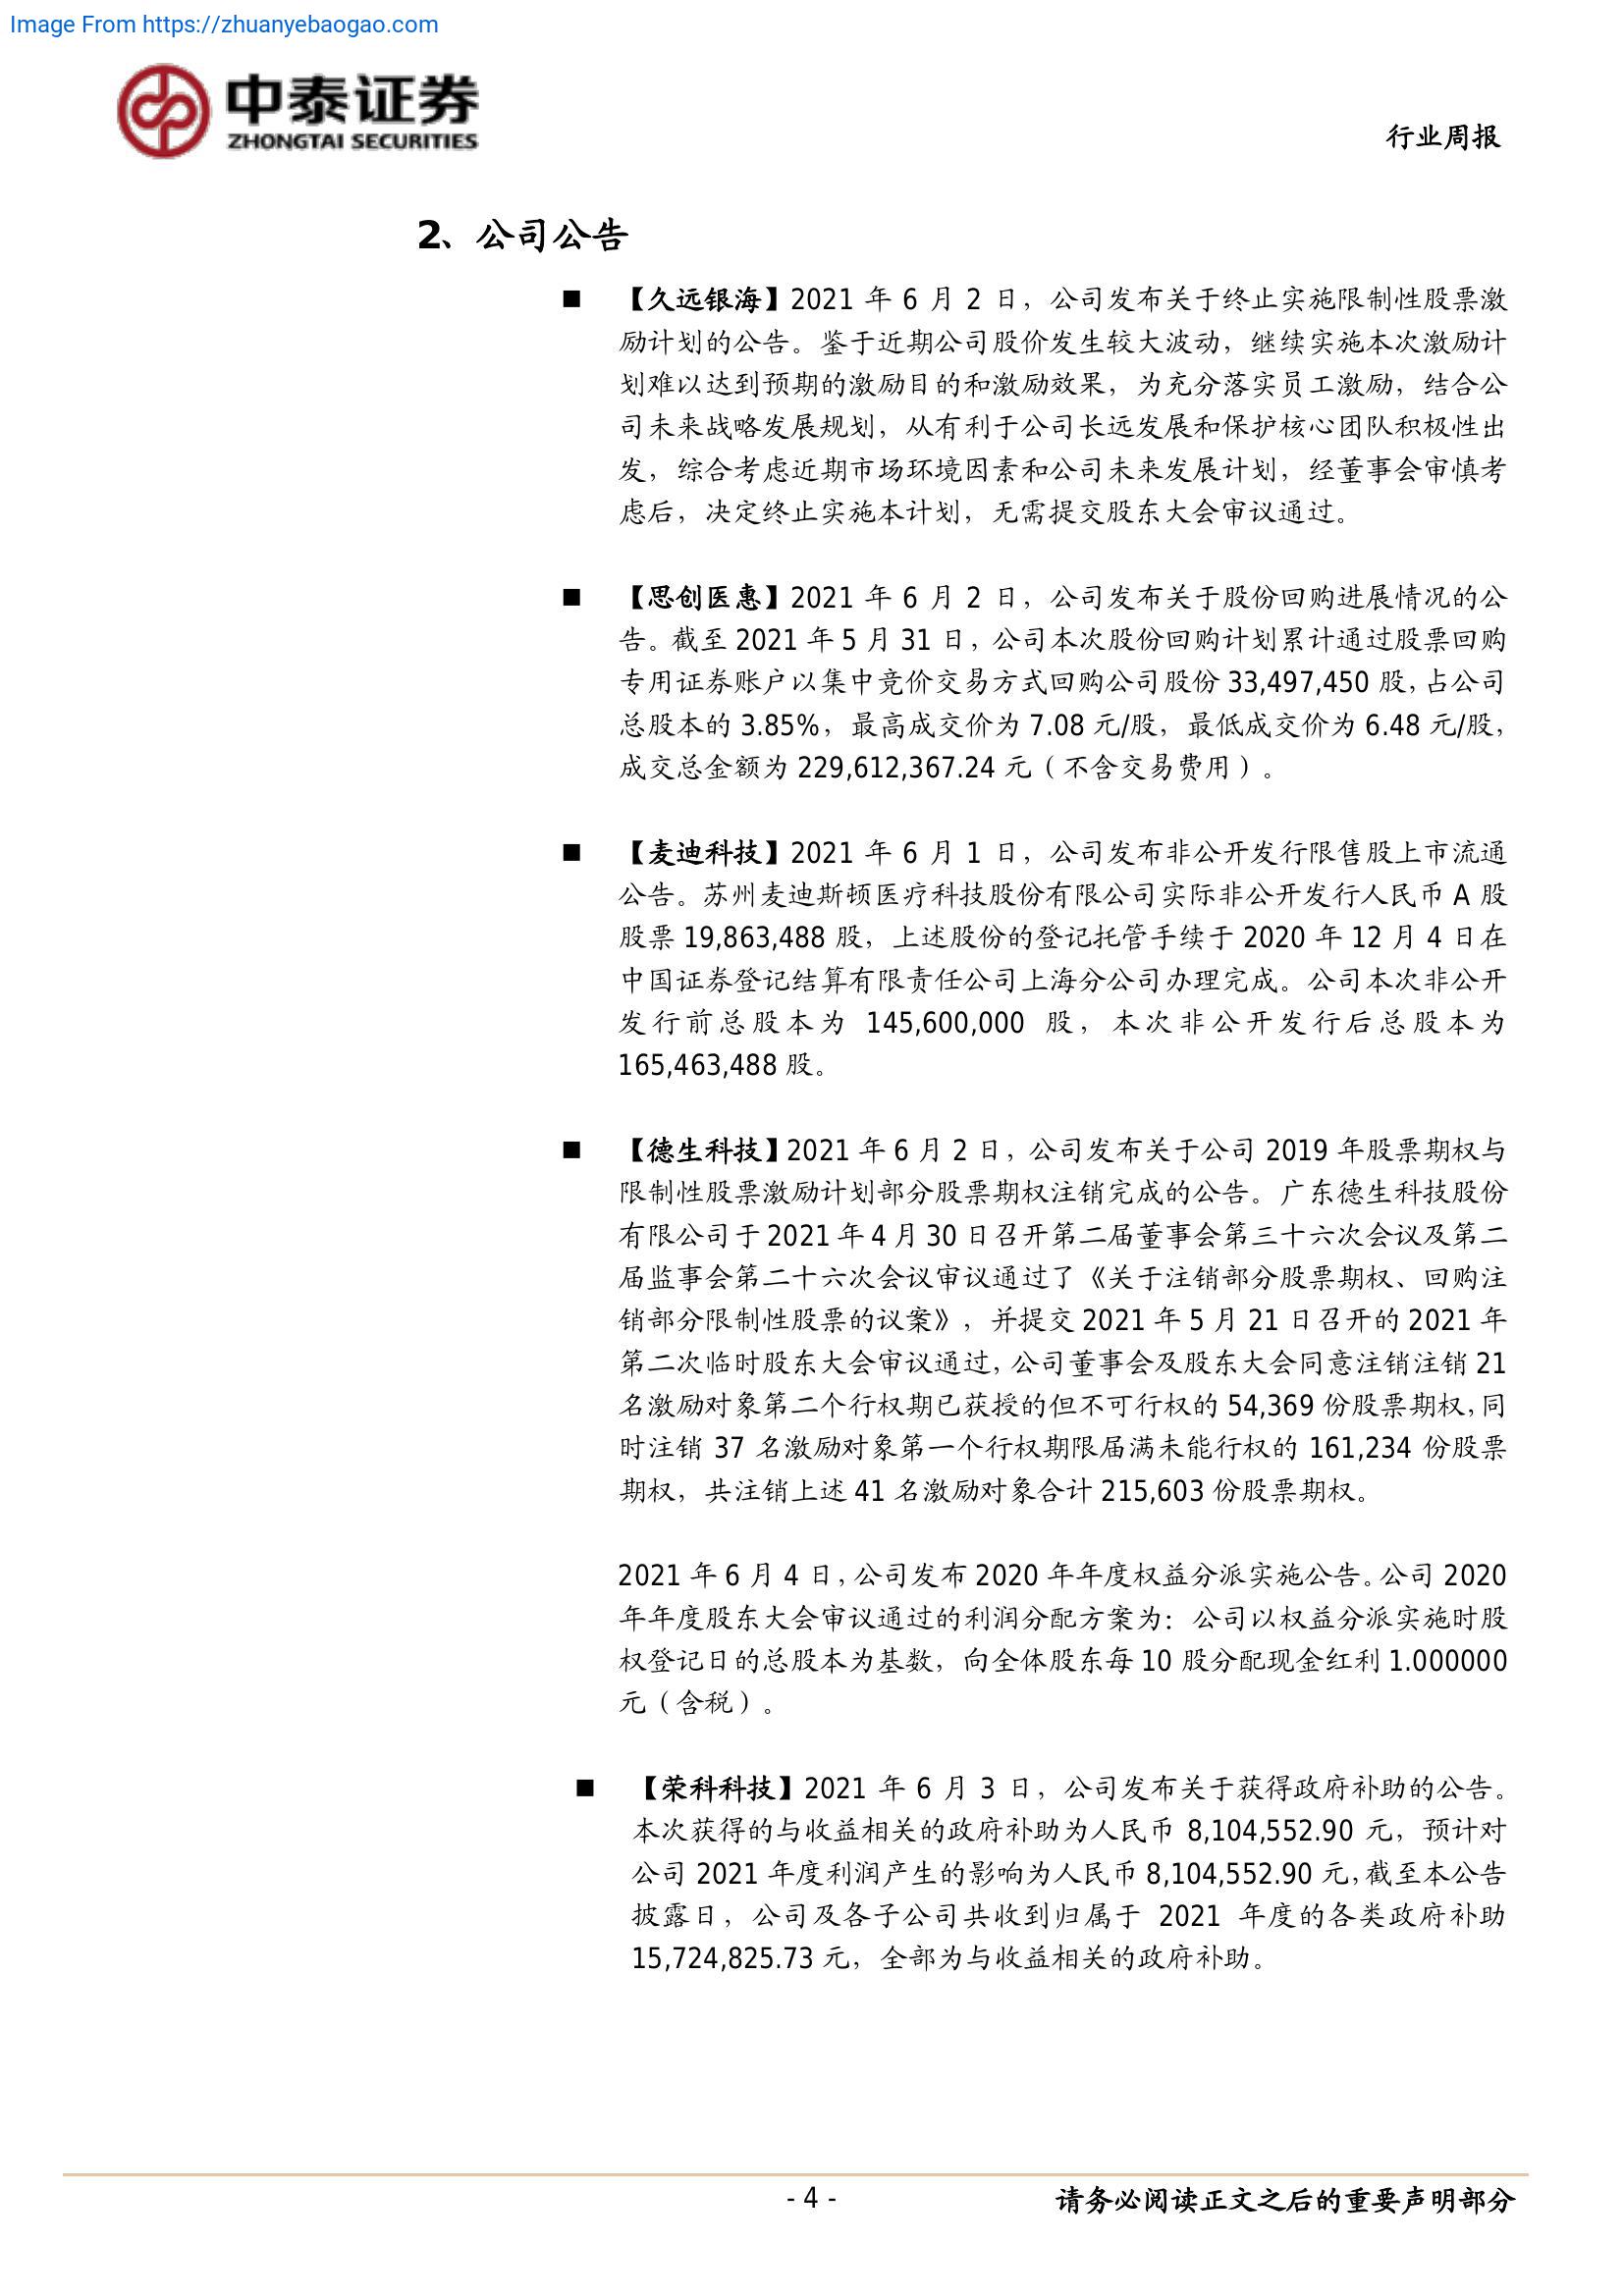 Image From https://zhuanyebaogao.com
中泰证券
ZHONGTAI SECURITIES
行业周报
2、公司公告
■ 【久远银海】2021 年 6 月 2 日，公司发布关于终止实施限制性股票激
励计划的公告。鉴于近期公司股价发生较大波动，继续实施本次激励计
划难以达到预期的激励目的和激励效果，为充分落实员工激励，结合公
司未来战略发展规划，从有利于公司长远发展和保护核心团队积极性出
发，综合考虑近期市场环境因素和公司未来发展计划，经董事会审慎考
虑后，决定终止实施本计划，无需提交股东大会审议通过。
■ 【思创医惠】2021 年 6 月 2 日，公司发布关于股份回购进展情况的公
告。截至 2021 年 5 月 31 日，公司本次股份回购计划累计通过股票回购
专用证券账户以集中竞价交易方式回购公司股份 33,497,450 股，占公司
总股本的 3.85%，最高成交价为 7.08 元/股，最低成交价为 6.48 元/股，
成交总金额为 229,612,367.24 元（不含交易费用）。
■ 【麦迪科技】2021 年 6 月 1 日，公司发布非公开发行限售股上市流通
公告。苏州麦迪斯顿医疗科技股份有限公司实际非公开发行人民币 A 股
股票 19,863,488 股，上述股份的登记托管手续于 2020 年 12 月 4 日在
中国证券登记结算有限责任公司上海分公司办理完成。公司本次非公开
发行前总股本为 145,600,000 股，本次非公开发行后总股本为
165,463,488 股。
■ 【德生科技】2021 年 6 月 2 日，公司发布关于公司 2019 年股票期权与
限制性股票激励计划部分股票期权注销完成的公告。广东德生科技股份
有限公司于 2021 年 4 月 30 日召开第二届董事会第三十六次会议及第二
届监事会第二十六次会议审议通过了《关于注销部分股票期权、回购注
销部分限制性股票的议案》，并提交 2021 年 5 月 21 日召开的 2021 年
第二次临时股东大会审议通过，公司董事会及股东大会同意注销注销 21
名激励对象第二个行权期已获授的但不可行权的 54,369 份股票期权，同
时注销 37 名激励对象第一个行权期限届满未能行权的 161,234 份股票
期权，共注销上述 41 名激励对象合计 215,603 份股票期权。
2021 年 6 月 4 日，公司发布 2020 年年度权益分派实施公告。公司 2020
年年度股东大会审议通过的利润分配方案为：公司以权益分派实施时股
权登记日的总股本为基数，向全体股东每 10 股分配现金红利 1.000000
元（含税）。
■ 【荣科科技】2021 年 6 月 3 日，公司发布关于获得政府补助的公告。
本次获得的与收益相关的政府补助为人民币 8,104,552.90 元，预计对
公司 2021 年度利润产生的影响为人民币 8,104,552.90 元，截至本公告
披露日，公司及各子公司共收到归属于 2021 年度的各类政府补助
15,724,825.73 元，全部为与收益相关的政府补助。
- 4 -
请务必阅读正文之后的重要声明部分